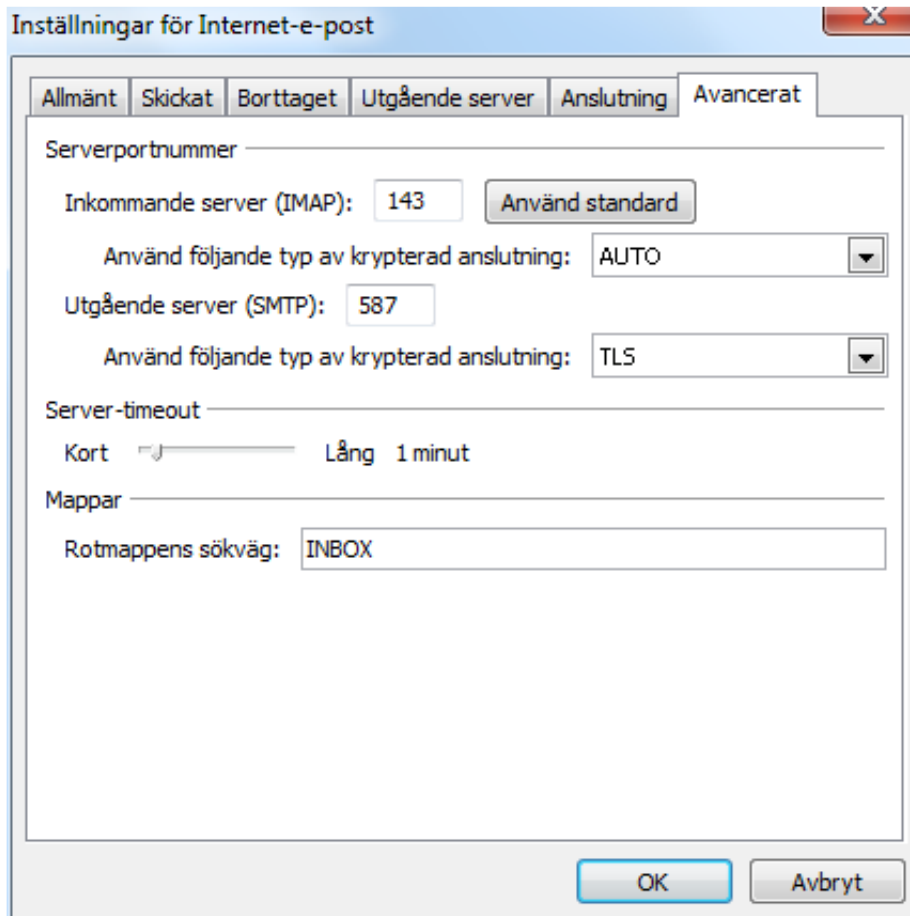 Inställningar för Internet-e-post
Allmänt Skickat Borttaget Utgående server Anslutning Avancerat
Serverportnummer
Inkommande server (IMAP): 143 Använd standard
Använd följande typ av krypterad anslutning: AUTO
Utgående server (SMTP): 587
Använd följande typ av krypterad anslutning: TLS
Server-timeout
Kort Lång 1 minut
Mappar
Rotmappens sökväg: INBOX
OK Avbryt